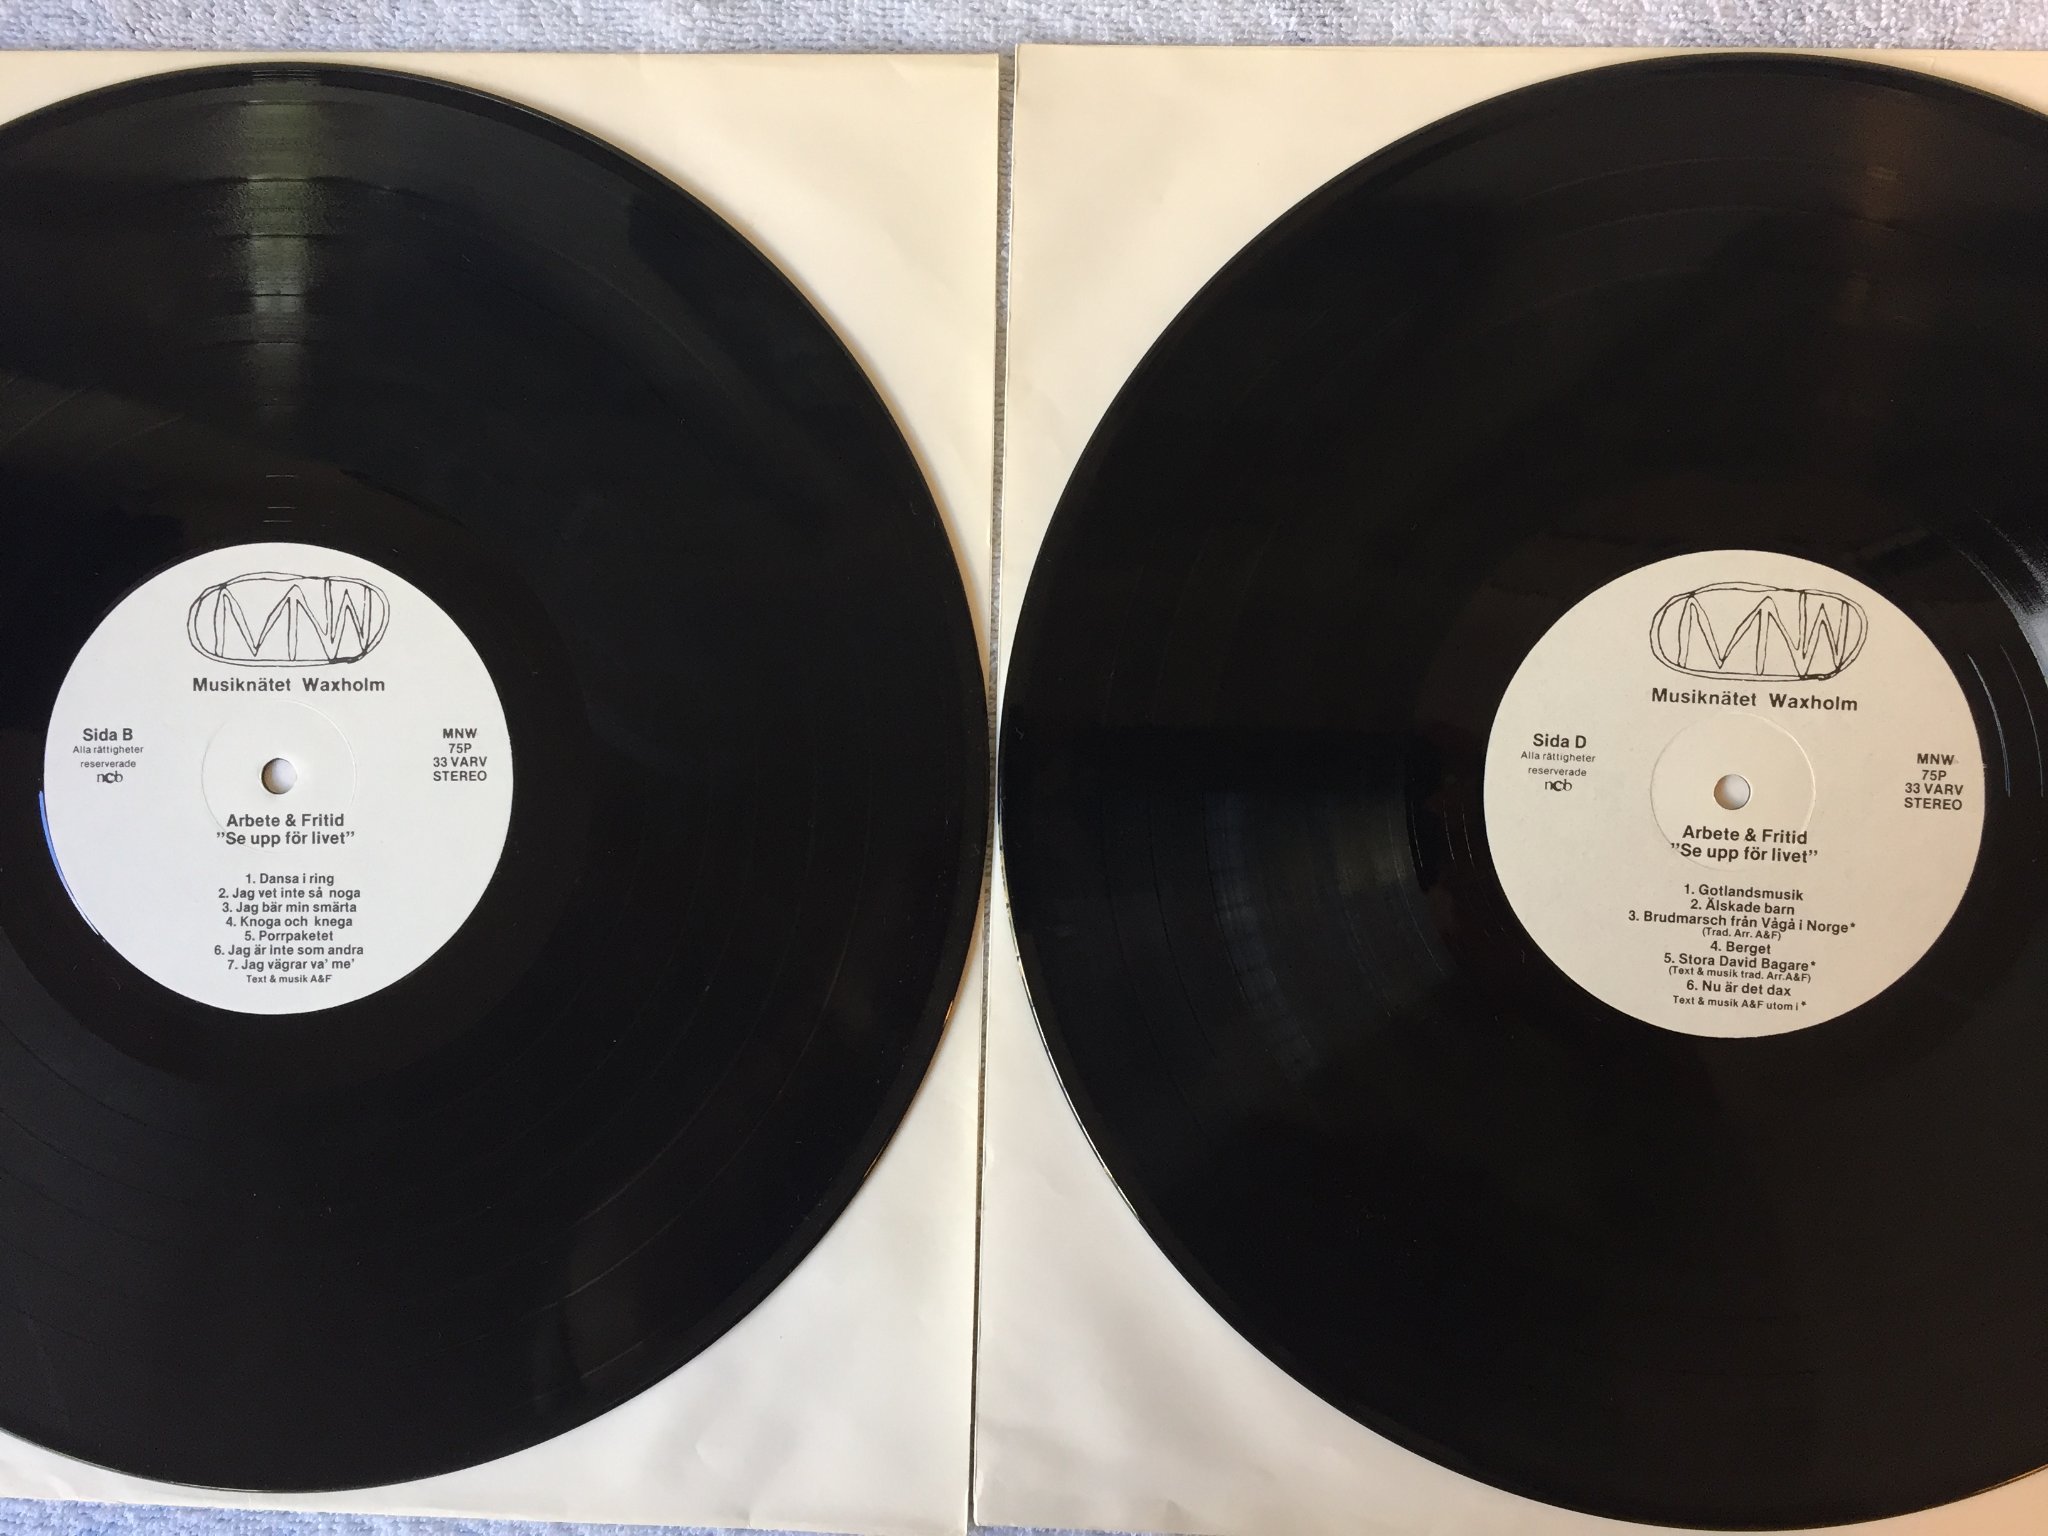 MNW
Musiknätet Waxholm
Sida B
Alla rättigheter
reserverade
ncb
MNW
75P
33 VARV
STEREO
Arbete & Fritid
"Se upp för livet"
1. Dansa i ring
2. Jag vet inte så noga
3. Jag bär min smärta
4. Knoga och knega
5. Porrpaketet
6. Jag är inte som andra
7. Jag vägrar va' me'
Text & musik A&F
MNW
Musiknätet Waxholm
Sida D
Alla rättigheter
reserverade
ncb
MNW
75P
33 VARV
STEREO
Arbete & Fritid
"Se upp för livet"
1. Gotlandsmusik
2. Älskade barn
3. Brudmarsch från Vågå i Norge*
(Trad. Arr. A&F)
4. Berget
5. Stora David Bagare*
(Text & musik trad. Arr. A&F)
6. Nu är det dax
Text & musik A&F utom i *